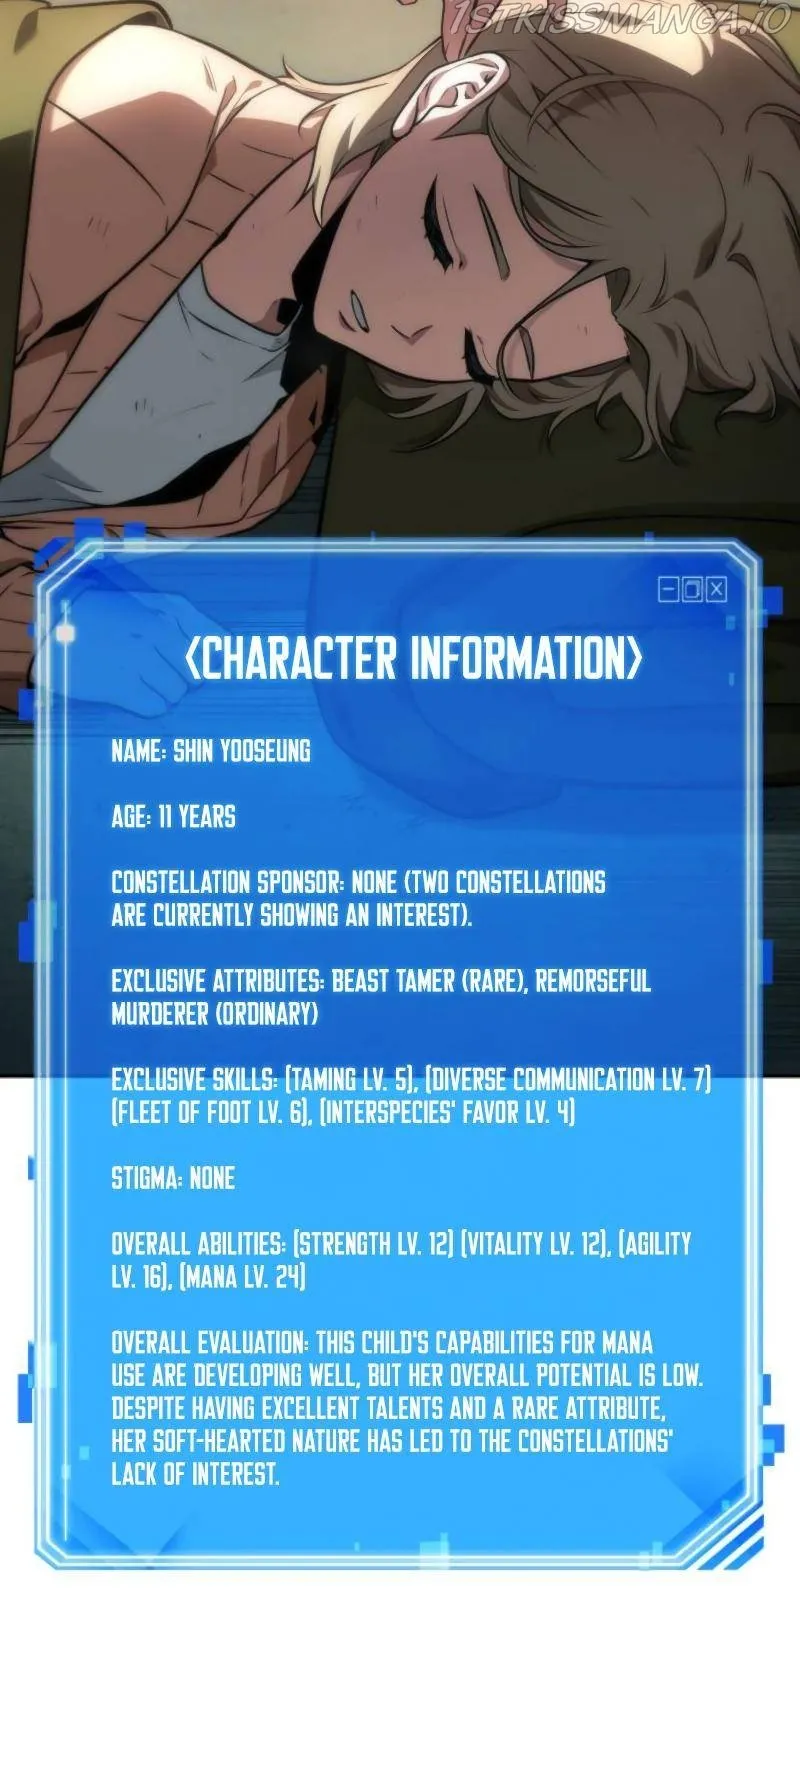 1STKISSMANGA.IO
<CHARACTER INFORMATION>
NAME: SHIN YOOSEUNG
AGE: 11 YEARS
CONSTELLATION SPONSOR: NONE (TWO CONSTELLATIONS
ARE CURRENTLY SHOWING AN INTEREST).
EXCLUSIVE ATTRIBUTES: BEAST TAMER (RARE), REMORSEFUL
MURDERER (ORDINARY)
EXCLUSIVE SKILLS: [TAMING LV. 5], [DIVERSE COMMUNICATION LV. 7]
[FLEET OF FOOT LV. 6], [INTERSPECIES' FAVOR LV. 4]
STIGMA: NONE
OVERALL ABILITIES: [STRENGTH LV. 12] [VITALITY LV. 12], [AGILITY
LV. 16], [MANA LV. 24]
OVERALL EVALUATION: THIS CHILD'S CAPABILITIES FOR MANA
USE ARE DEVELOPING WELL, BUT HER OVERALL POTENTIAL IS LOW.
DESPITE HAVING EXCELLENT TALENTS AND A RARE ATTRIBUTE,
HER SOFT-HEARTED NATURE HAS LED TO THE CONSTELLATIONS'
LACK OF INTEREST.